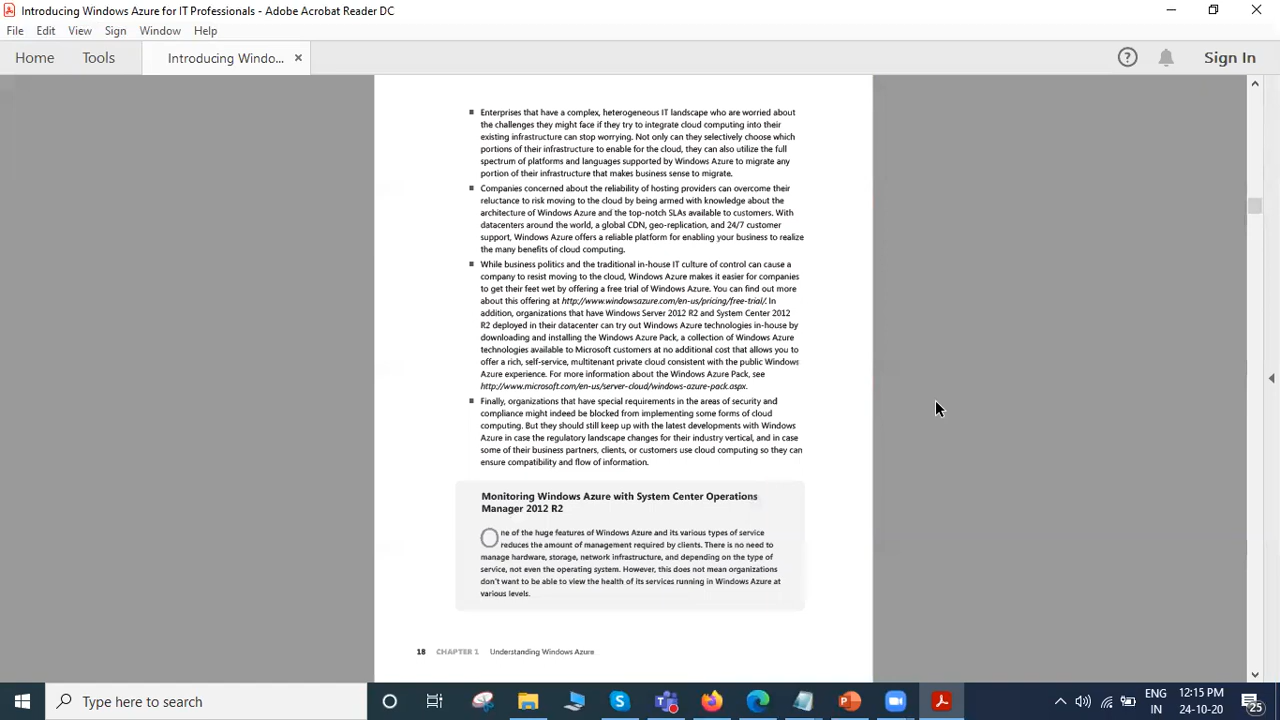 Introducing Windows Azure for IT Professionals - Adobe Acrobat Reader DC
File Edit View Sign Window Help
Home Tools Introducing Windo... × Sign In
■ Enterprises that have a complex, heterogeneous IT landscape who are worried about
the challenges they might face if they try to integrate cloud computing into their
existing infrastructure can stop worrying. Not only can they selectively choose which
portions of their infrastructure to enable for the cloud, they can also utilize the full
spectrum of platforms and languages supported by Windows Azure to migrate any
portion of their infrastructure that makes business sense to migrate.
■ Companies concerned about the reliability of hosting providers can overcome their
reluctance to risk moving to the cloud by being armed with knowledge about the
architecture of Windows Azure and the top-notch SLAs available to customers. With
datacenters around the world, a global CDN, geo-replication, and 24/7 customer
support, Windows Azure offers a reliable platform for enabling your business to realize
the many benefits of cloud computing.
■ While business politics and the traditional in-house IT culture of control can cause a
company to resist moving to the cloud, Windows Azure makes it easier for companies
to get their feet wet by offering a free trial of Windows Azure. You can find out more
about this offering at http://www.windowsazure.com/en-us/pricing/free-trial/. In
addition, organizations that have Windows Server 2012 R2 and System Center 2012
R2 deployed in their datacenter can try out Windows Azure technologies in-house by
downloading and installing the Windows Azure Pack, a collection of Windows Azure
technologies available to Microsoft customers at no additional cost that allows you to
offer a rich, self-service, multitenant private cloud consistent with the public Windows
Azure experience. For more information about the Windows Azure Pack, see
http://www.microsoft.com/en-us/server-cloud/windows-azure-pack.aspx.
■ Finally, organizations that have special requirements in the areas of security and
compliance might indeed be blocked from implementing some forms of cloud
computing. But they should still keep up with the latest developments with Windows
Azure in case the regulatory landscape changes for their industry vertical, and in case
some of their business partners, clients, or customers use cloud computing so they can
ensure compatibility and flow of information.
Monitoring Windows Azure with System Center Operations
Manager 2012 R2
One of the huge features of Windows Azure and its various types of service
reduces the amount of management required by clients. There is no need to
manage hardware, storage, network infrastructure, and depending on the type of
service, not even the operating system. However, this does not mean organizations
don't want to be able to view the health of its services running in Windows Azure at
various levels.
18 CHAPTER 1 Understanding Windows Azure
Type here to search
ENG 12:15 PM
IN 24-10-20 25